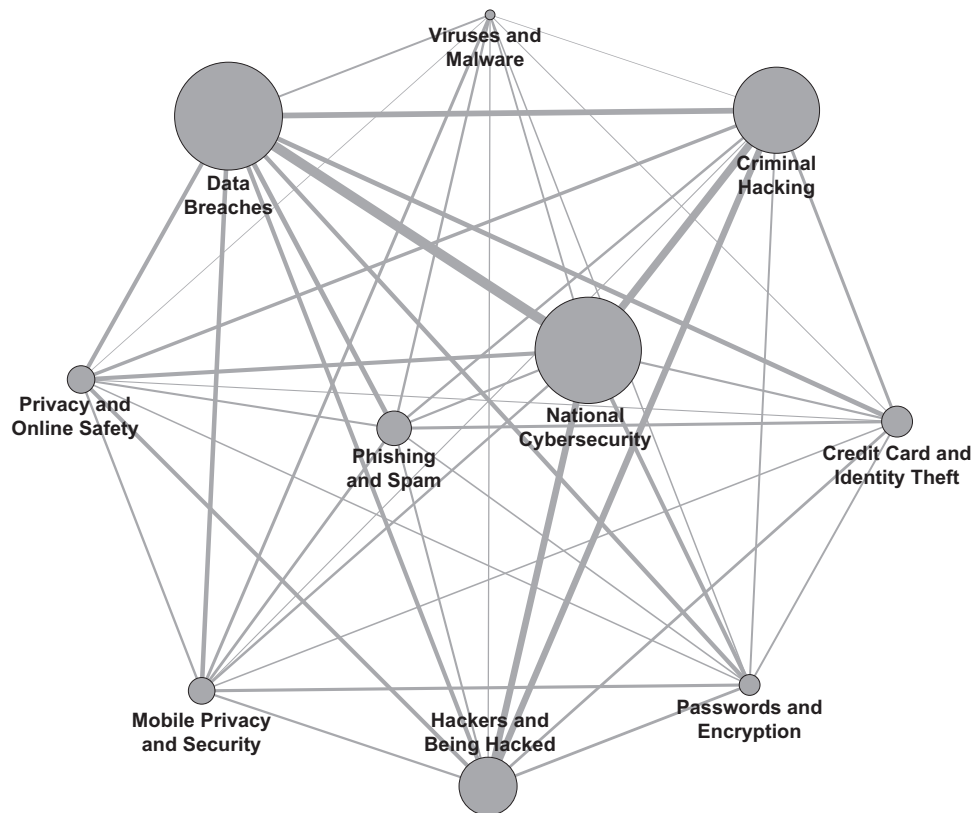 Viruses and
Malware
Data
Breaches
Criminal
Hacking
Privacy and
Online Safety
Phishing
and Spam
National
Cybersecurity
Credit Card and
Identity Theft
Mobile Privacy
and Security
Hackers and
Being Hacked
Passwords and
Encryption